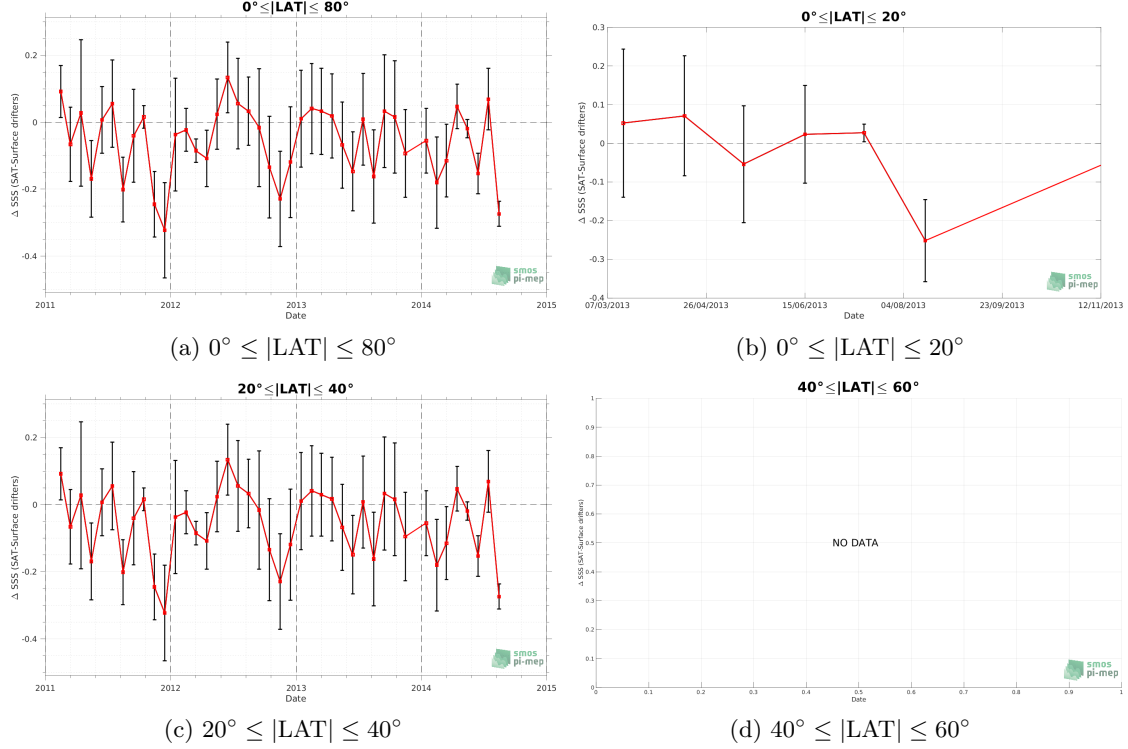 0°≤|LAT|≤ 80°
Δ SSS (SAT-Surface drifters)
0.2
0
-0.2
-0.4
2011
2012
2013
2014
2015
Date
smos
pi-mep
(a) 0° ≤ |LAT| ≤ 80°
0°≤|LAT|≤ 20°
Δ SSS (SAT-Surface drifters)
0.3
0.2
0.1
0
-0.1
-0.2
-0.3
-0.4
07/03/2013
26/04/2013
15/06/2013
04/08/2013
23/09/2013
12/11/2013
Date
smos
pi-mep
(b) 0° ≤ |LAT| ≤ 20°
20°≤|LAT|≤ 40°
Δ SSS (SAT-Surface drifters)
0.2
0
-0.2
-0.4
2011
2012
2013
2014
2015
Date
smos
pi-mep
(c) 20° ≤ |LAT| ≤ 40°
40°≤|LAT|≤ 60°
Δ SSS (SAT-Surface drifters)
1
0.9
0.8
0.7
0.6
0.5
0.4
0.3
0.2
0.1
0
NO DATA
0
0.1
0.2
0.3
0.4
0.5
0.6
0.7
0.8
0.9
1
Date
smos
pi-mep
(d) 40° ≤ |LAT| ≤ 60°